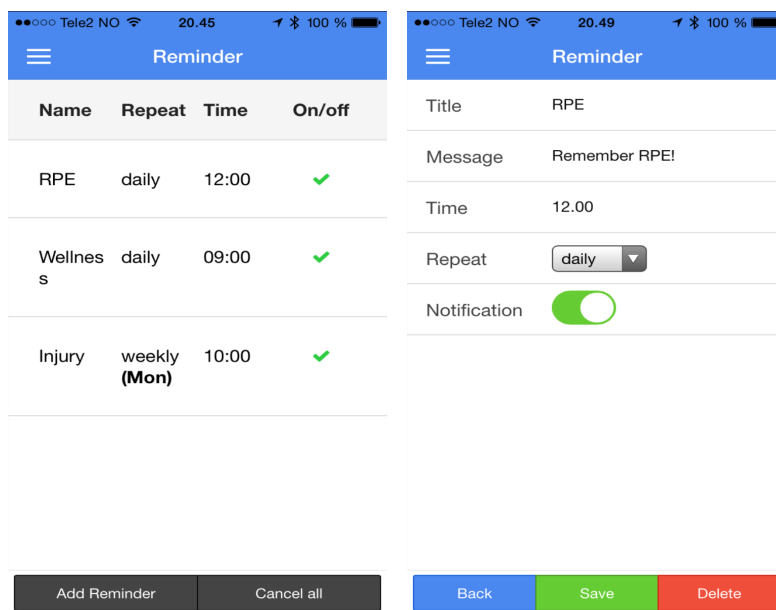 Tele2 NO 20.45 100 %
Reminder
Name Repeat Time On/off
RPE daily 12:00
Wellnes daily 09:00
s
Injury weekly 10:00
(Mon)
Add Reminder Cancel all
Tele2 NO 20.49 100 %
Reminder
Title RPE
Message Remember RPE!
Time 12.00
Repeat daily
Notification
Back Save Delete